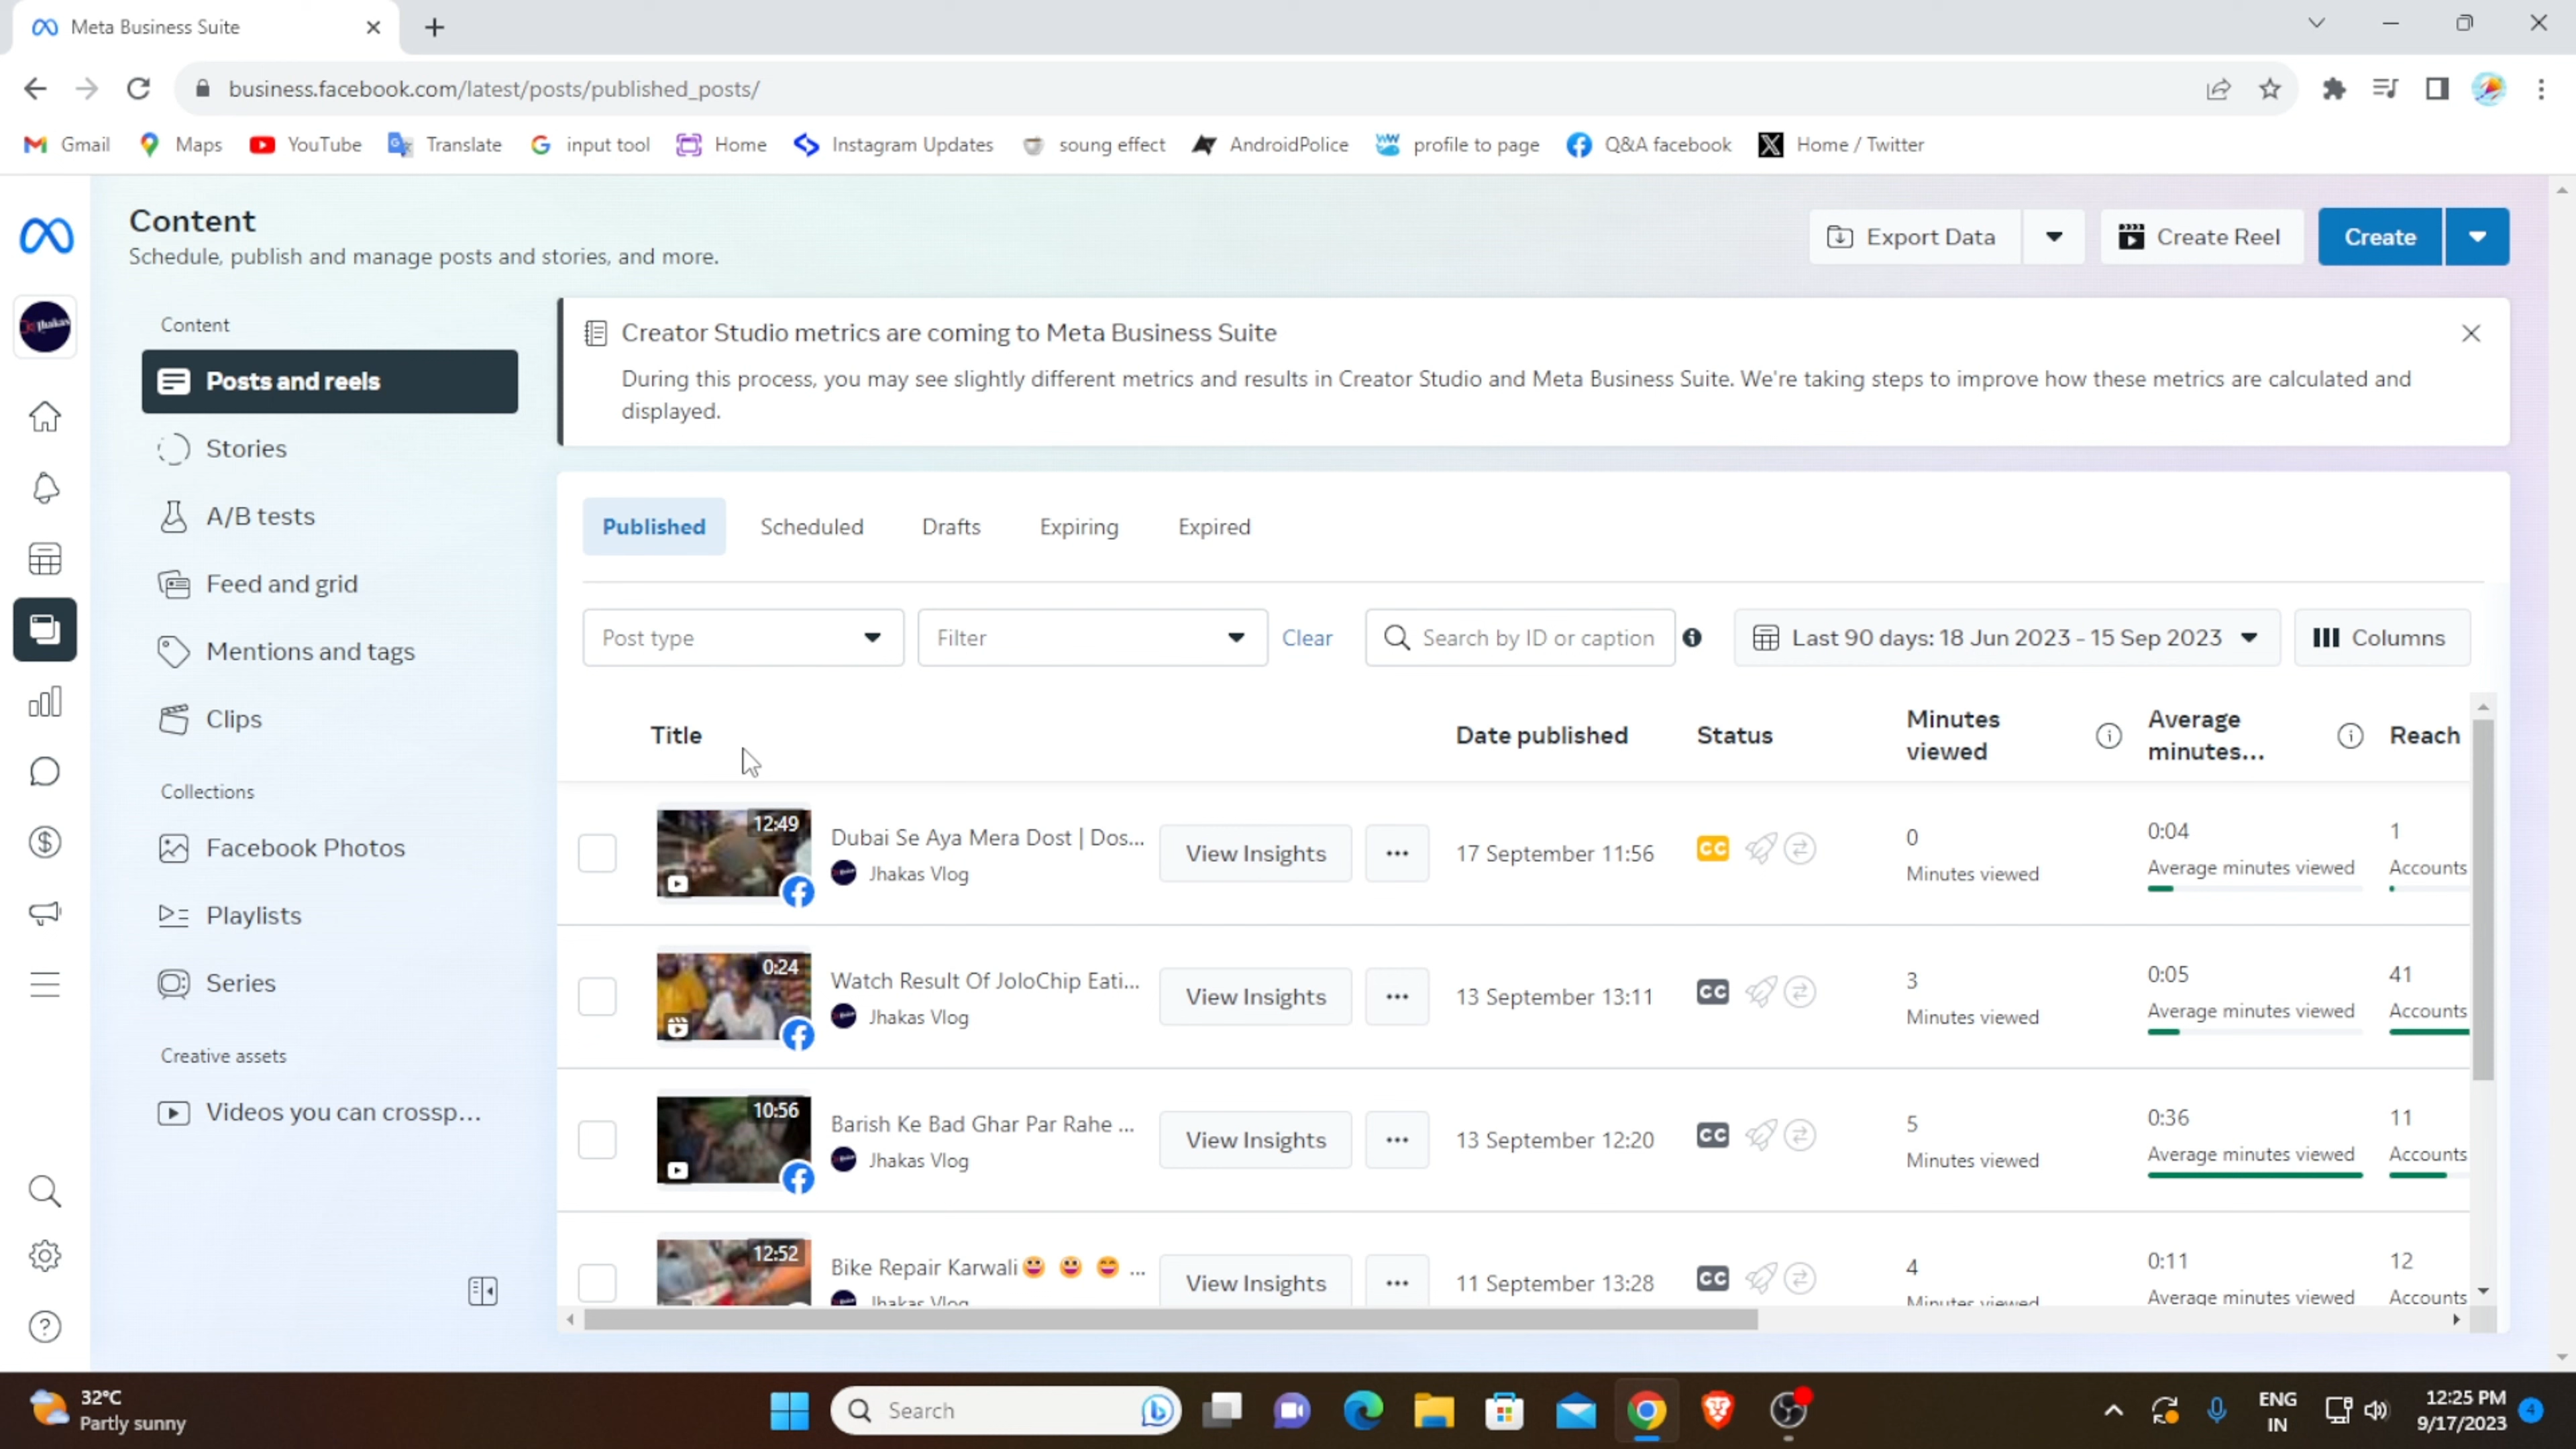 Meta Business Suite
business.facebook.com/latest/posts/published_posts/
Gmail Maps YouTube Translate input tool Home Instagram Updates soung effect AndroidPolice profile to page Q&A facebook Home / Twitter
Content
Schedule, publish and manage posts and stories, and more.
Export Data Create Reel Create
Content
Posts and reels
Stories
A/B tests
Feed and grid
Mentions and tags
Clips
Collections
Facebook Photos
Playlists
Series
Creative assets
Videos you can crossp...
Creator Studio metrics are coming to Meta Business Suite
During this process, you may see slightly different metrics and results in Creator Studio and Meta Business Suite. We're taking steps to improve how these metrics are calculated and
displayed.
Published Scheduled Drafts Expiring Expired
Post type Filter Clear Search by ID or caption Last 90 days: 18 Jun 2023 - 15 Sep 2023 Columns
Title Date published Status Minutes viewed Average minutes... Reach
12:49 Dubai Se Aya Mera Dost | Dos... View Insights ... 17 September 11:56 CC 0 0:04 1
Jhakas Vlog Minutes viewed Average minutes viewed Accounts
0:24 Watch Result Of JoloChip Eati... View Insights ... 13 September 13:11 CC 3 0:05 41
Jhakas Vlog Minutes viewed Average minutes viewed Accounts
10:56 Barish Ke Bad Ghar Par Rahe ... View Insights ... 13 September 12:20 CC 5 0:36 11
Jhakas Vlog Minutes viewed Average minutes viewed Accounts
12:52 Bike Repair Karwali😀 😀 😄 ... View Insights ... 11 September 13:28 CC 4 0:11 12
Jhakas Vlog Minutes viewed Average minutes viewed Accounts
32°C
Partly sunny
Search
ENG
IN
12:25 PM
9/17/2023
4